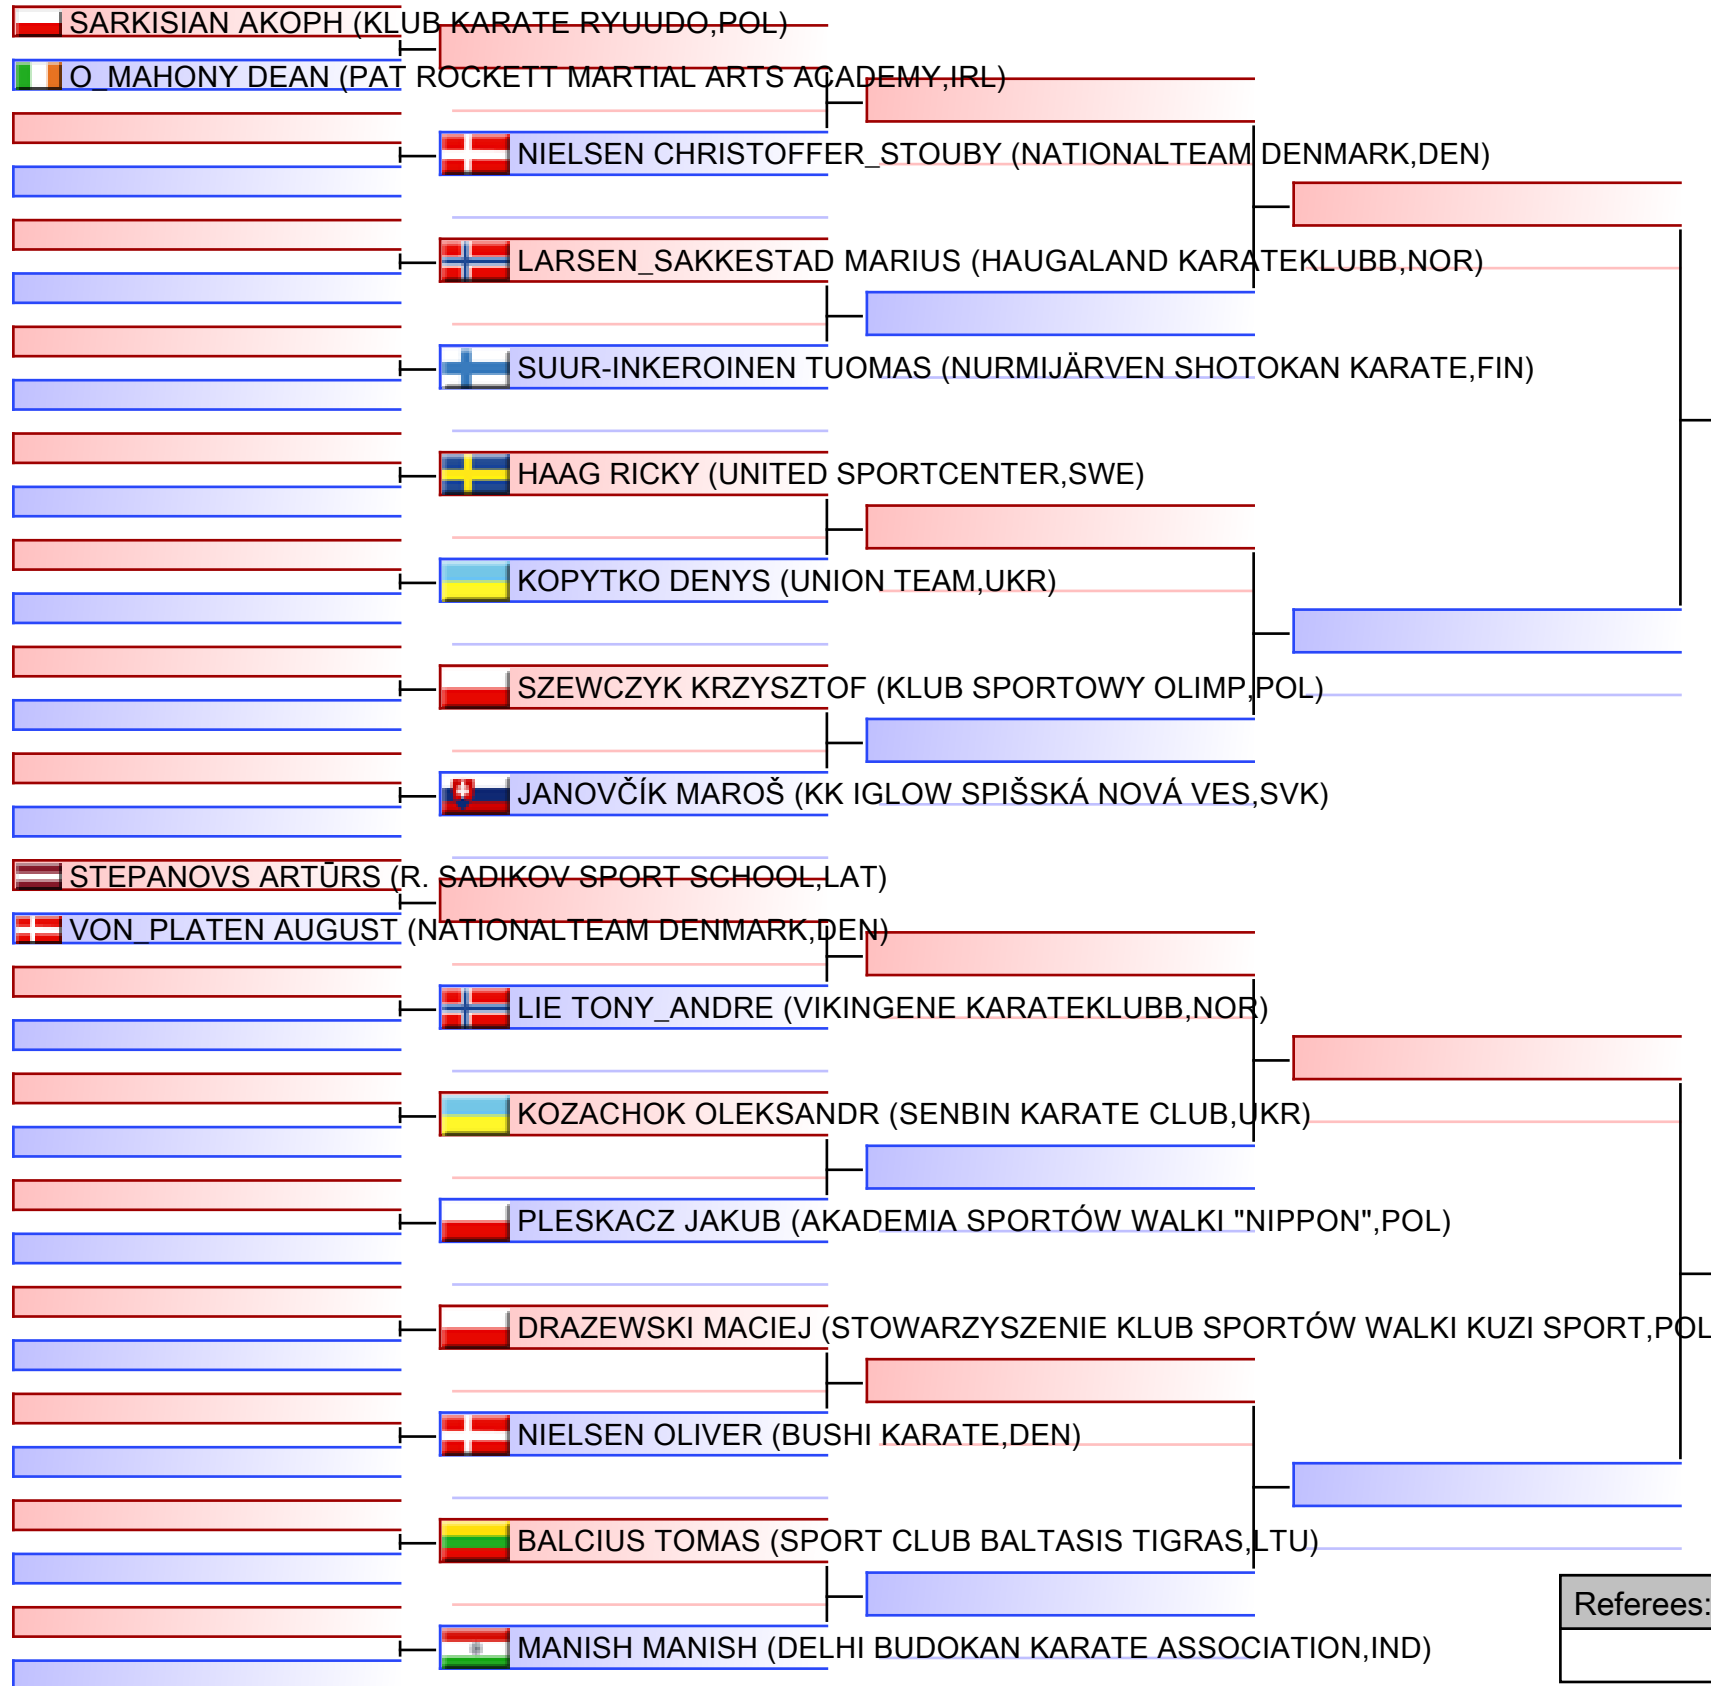 SARKISIAN AKOPH (KLUB KARATE RYUUDO,POL)
O_MAHONY DEAN (PAT ROCKETT MARTIAL ARTS ACADEMY,IRL)
NIELSEN CHRISTOFFER_STOUBY (NATIONALTEAM DENMARK,DEN)
LARSEN_SAKKESTAD MARIUS (HAUGALAND KARATEKLUBB,NOR)
SUUR-INKEROINEN TUOMAS (NURMIJÄRVEN SHOTOKAN KARATE,FIN)
HAAG RICKY (UNITED SPORTCENTER,SWE)
KOPYTKO DENYS (UNION TEAM,UKR)
SZEWCZYK KRZYSZTOF (KLUB SPORTOWY OLIMP,POL)
JANOVČÍK MAROŠ (KK IGLOW SPIŠSKÁ NOVÁ VES,SVK)
STEPANOVS ARTŪRS (R. SADIKOV SPORT SCHOOL,LAT)
VON_PLATEN AUGUST (NATIONALTEAM DENMARK,DEN)
LIE TONY_ANDRE (VIKINGENE KARATEKLUBB,NOR)
KOZACHOK OLEKSANDR (SENBIN KARATE CLUB,UKR)
PLESKACZ JAKUB (AKADEMIA SPORTÓW WALKI "NIPPON",POL)
DRAZEWSKI MACIEJ (STOWARZYSZENIE KLUB SPORTÓW WALKI KUZI SPORT,POL
NIELSEN OLIVER (BUSHI KARATE,DEN)
BALCIUS TOMAS (SPORT CLUB BALTASIS TIGRAS,LTU)
Referees:
MANISH MANISH (DELHI BUDOKAN KARATE ASSOCIATION,IND)